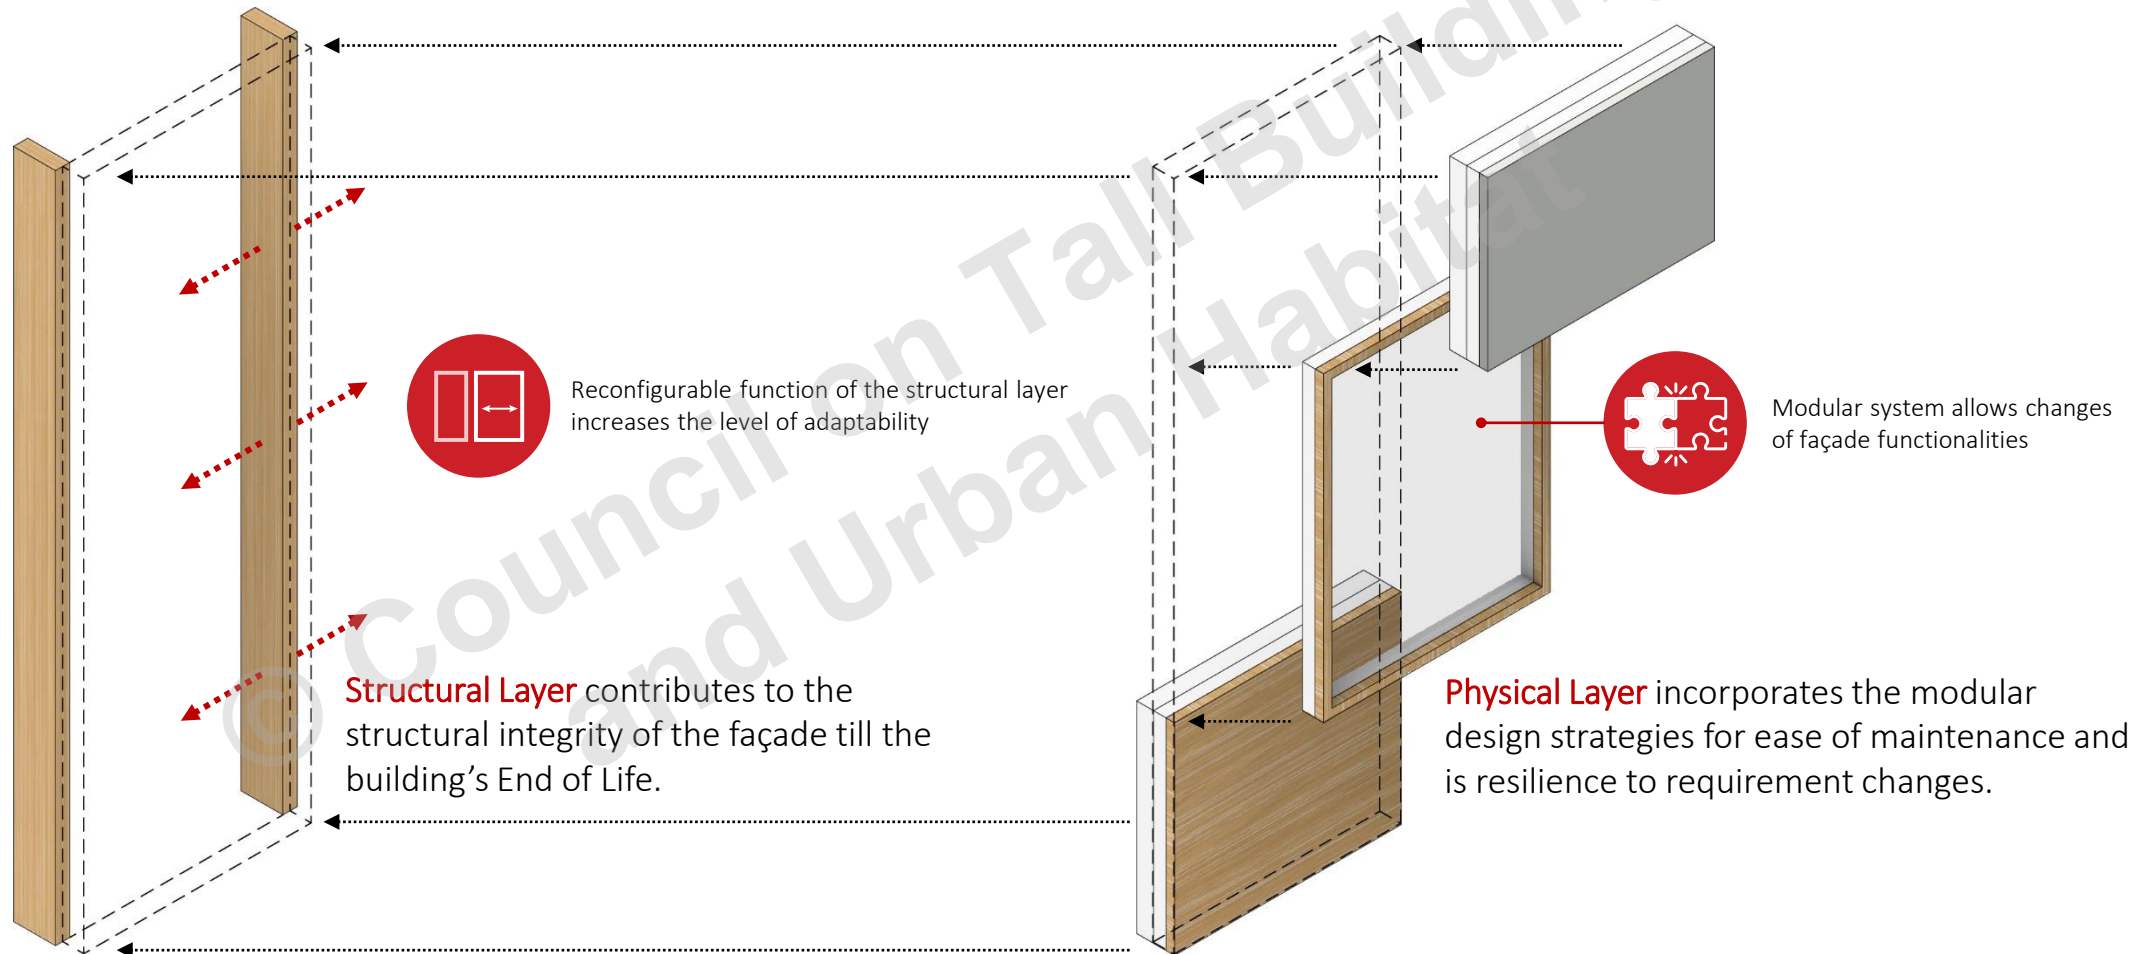 Reconfigurable function of the structural layer
increases the level of adaptability
Modular system allows changes
of façade functionalities
Structural Layer contributes to the
structural integrity of the façade till the
building’s End of Life.
Physical Layer incorporates the modular
design strategies for ease of maintenance and
is resilience to requirement changes.
© Council on Tall Building
and Urban Habitat